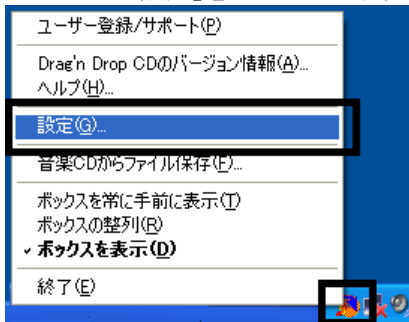 ユーザー登録/サポート(P)
Drag'n Drop CDのバージョン情報(A)...
ヘルプ(H)...
設定(G)...
音楽CDからファイル保存(F)...
ボックスを常に手前に表示(T)
ボックスの整列(R)
ボックスを表示(D)
終了(E)